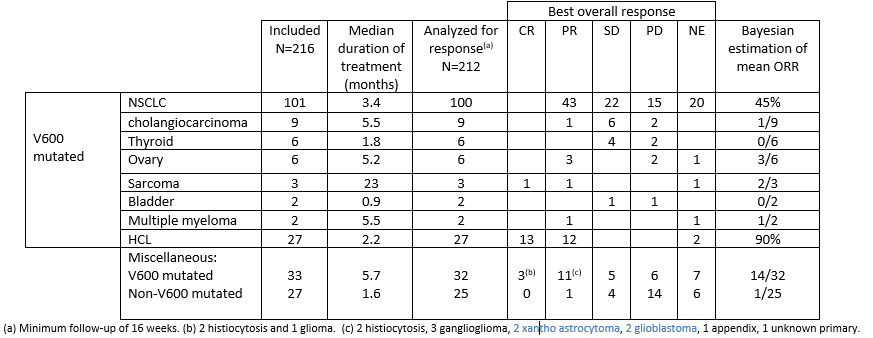 Best overall response
Included N=216 Median duration of treatment (months) Analyzed for response(a) N=212 CR PR SD PD NE Bayesian estimation of mean ORR
V600 mutated
NSCLC 101 3.4 100 43 22 15 20 45%
cholangiocarcinoma 9 5.5 9 1 6 2 1/9
Thyroid 6 1.8 6 4 2 0/6
Ovary 6 5.2 6 3 2 1 3/6
Sarcoma 3 23 3 1 1 1 2/3
Bladder 2 0.9 2 1 1 0/2
Multiple myeloma 2 5.5 2 1 1 1/2
HCL 27 2.2 27 13 12 2 90%
Miscellaneous:
V600 mutated 33 5.7 32 3(b) 11(c) 5 6 7 14/32
Non-V600 mutated 27 1.6 25 0 1 4 14 6 1/25
(a) Minimum follow-up of 16 weeks. (b) 2 histiocytosis and 1 glioma. (c) 2 histiocytosis, 3 ganglioglioma, 2 xantho astrocytoma, 2 glioblastoma, 1 appendix, 1 unknown primary.